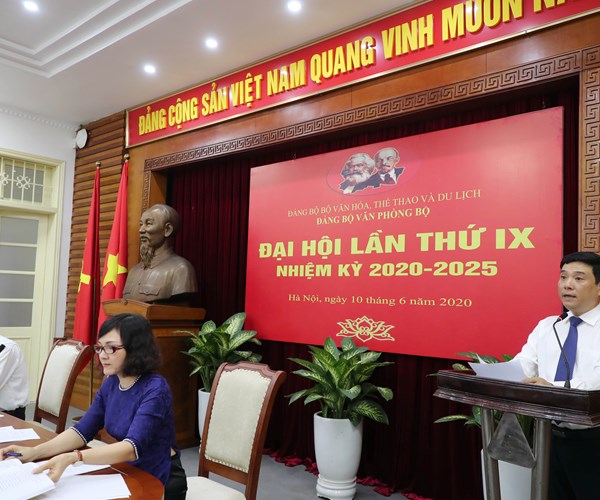 ĐẢNG CỘNG SẢN VIỆT NAM QUANG VINH MUÔN NĂM
ĐẢNG BỘ BỘ VĂN HÓA, THỂ THAO VÀ DU LỊCH
ĐẢNG BỘ VĂN PHÒNG BỘ
ĐẠI HỘI LẦN THỨ IX
NHIỆM KỲ 2020-2025
Hà Nội, ngày 10 tháng 6 năm 2020